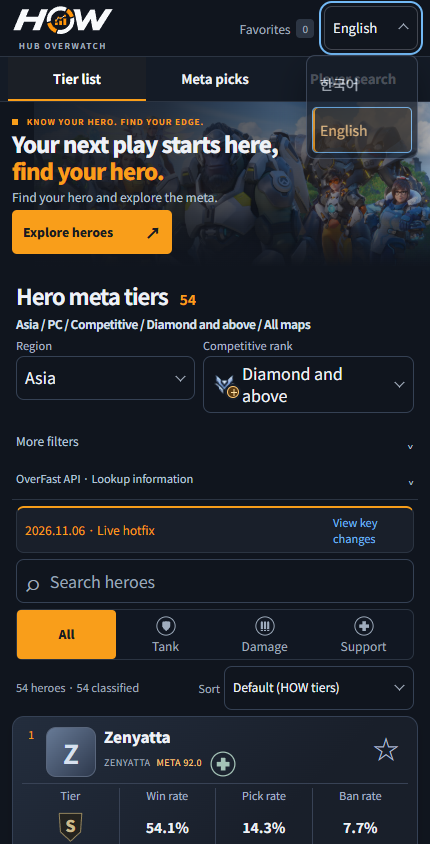 HOW
HUB OVERWATCH
Favorites 0
English
Tier list
Meta picks
Player search
한국어
English
KNOW YOUR HERO. FIND YOUR EDGE.
Your next play starts here,
find your hero.
Find your hero and explore the meta.
Explore heroes ↗
Hero meta tiers 54
Asia / PC / Competitive / Diamond and above / All maps
Region
Competitive rank
Asia
Diamond and
above
More filters
OverFast API · Lookup information
2026.11.06 · Live hotfix
View key
changes
Search heroes
All
Tank
Damage
Support
54 heroes · 54 classified
Sort
Default (HOW tiers)
1
Z
Zenyatta
ZENYATTA META 92.0
Tier
Win rate
Pick rate
Ban rate
S
54.1%
14.3%
7.7%